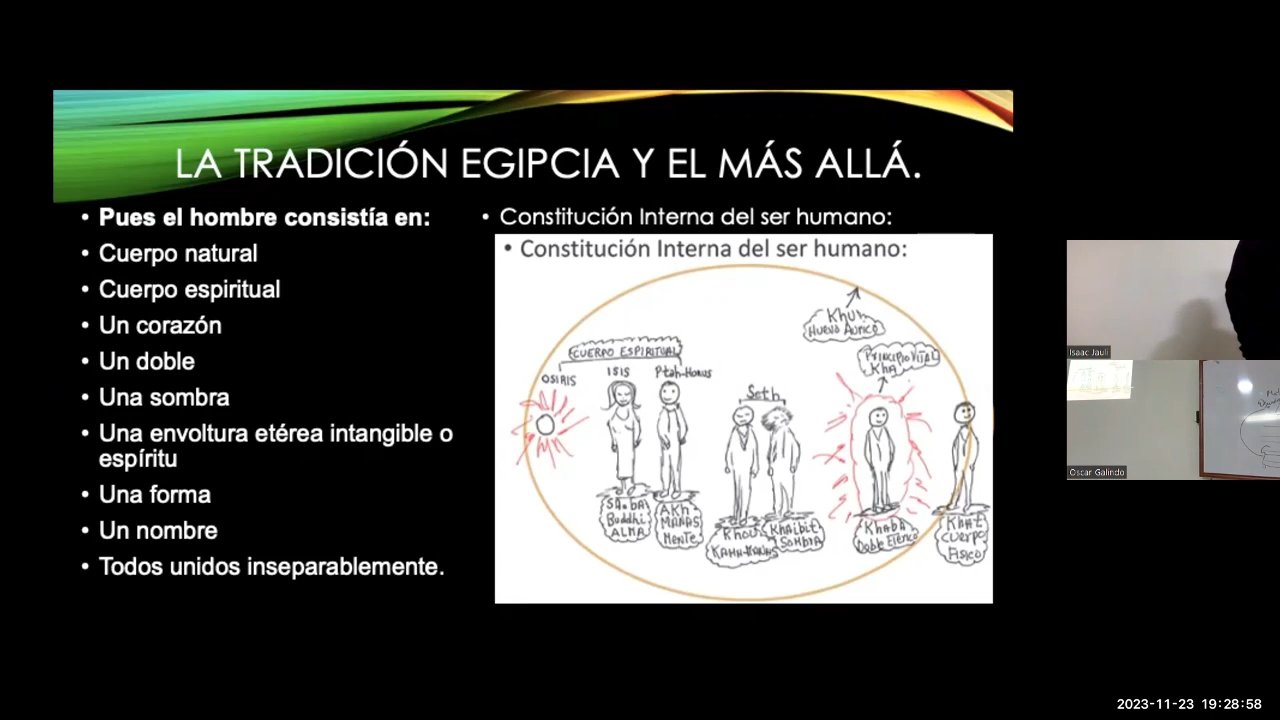 LA TRADICIÓN EGIPCIA Y EL MÁS ALLÁ.
• Pues el hombre consistía en:
• Cuerpo natural
• Cuerpo espiritual
• Un corazón
• Un doble
• Una sombra
• Una envoltura etérea intangible o
espíritu
• Una forma
• Un nombre
• Todos unidos inseparablemente.
• Constitución Interna del ser humano:
• Constitución Interna del ser humano:
Khu
Huevo Aurico
CUERPO ESPIRITUAL
Principio Vital
Kha
OSIRIS
ISIS
Ptah-Horus
Seth
Buddhi
ALMA
AKh
MANAS
MENTE
Khaibit
SOMBRA
Khaba
Doble Eterico
Khat
Cuerpo
Fisico
Isaac Jauli
Oscar Galindo
2023-11-23 19:28:58